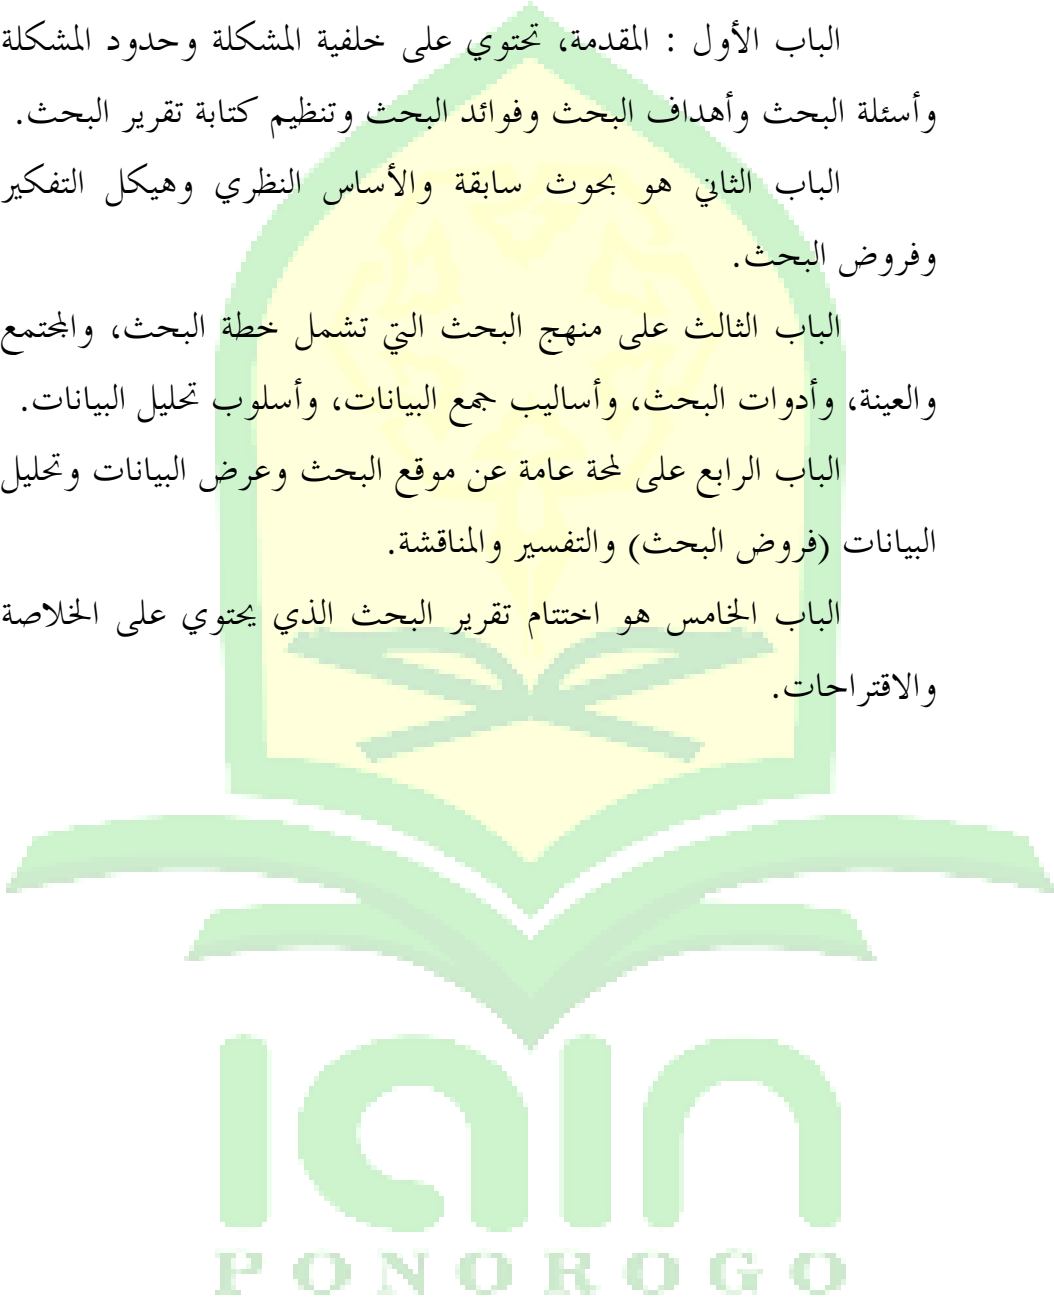 الباب الأول : المقدمة، تحتوي على خلفية المشكلة وحدود المشكلة
وأسئلة البحث وأهداف البحث وفوائد البحث وتنظيم كتابة تقرير البحث.
الباب الثاني هو بحوث سابقة والأساس النظري وهيكل التفكير
وفروض البحث.
الباب الثالث على منهج البحث التي تشمل خطة البحث، والمجتمع
والعينة، وأدوات البحث، وأساليب جمع البيانات، وأسلوب تحليل البيانات.
الباب الرابع على لمحة عامة عن موقع البحث وعرض البيانات وتحليل
البيانات (فروض البحث) والتفسير والمناقشة.
الباب الخامس هو اختتام تقرير البحث الذي يحتوي على الخلاصة
والاقتراحات.
iain
PONOROGO